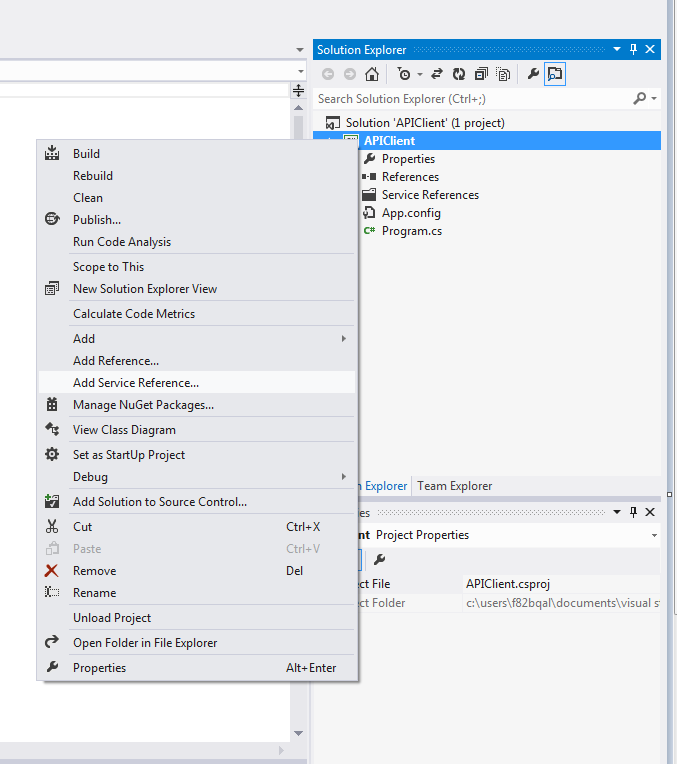 Solution Explorer
Search Solution Explorer (Ctrl+;)
Solution 'APIClient' (1 project)
APIClient
Properties
References
Service References
App.config
C# Program.cs
Build
Rebuild
Clean
Publish...
Run Code Analysis
Scope to This
New Solution Explorer View
Calculate Code Metrics
Add
Add Reference...
Add Service Reference...
Manage NuGet Packages...
View Class Diagram
Set as StartUp Project
Debug
Add Solution to Source Control...
Cut Ctrl+X
Paste Ctrl+V
Remove Del
Rename
Unload Project
Open Folder in File Explorer
Properties Alt+Enter
n Explorer Team Explorer
es
nt Project Properties
ct File APIClient.csproj
ct Folder c:\users\f82bqal\documents\visual s